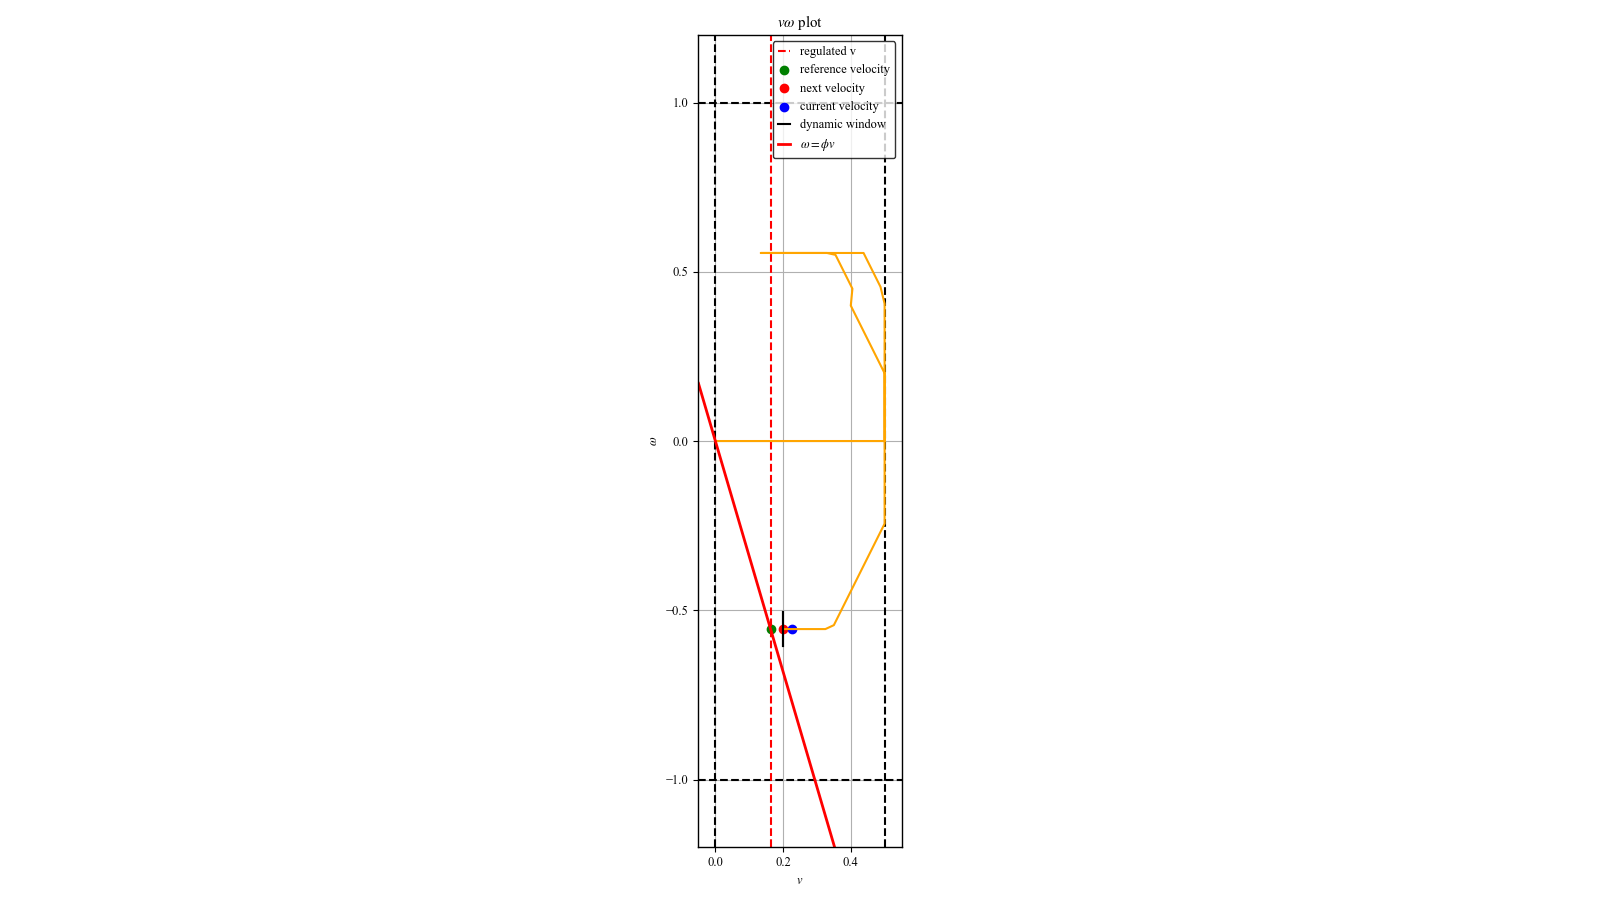 vω plot
regulated v
reference velocity
next velocity
current velocity
dynamic window
ω = ϕv
1.0
0.5
0.0
ω
−0.5
−1.0
0.0 0.2 0.4
v